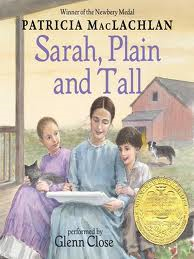 Winner of the Newbery Medal
PATRICIA MACLACHLAN
Sarah, Plain
and Tall
performed by
Glenn Close